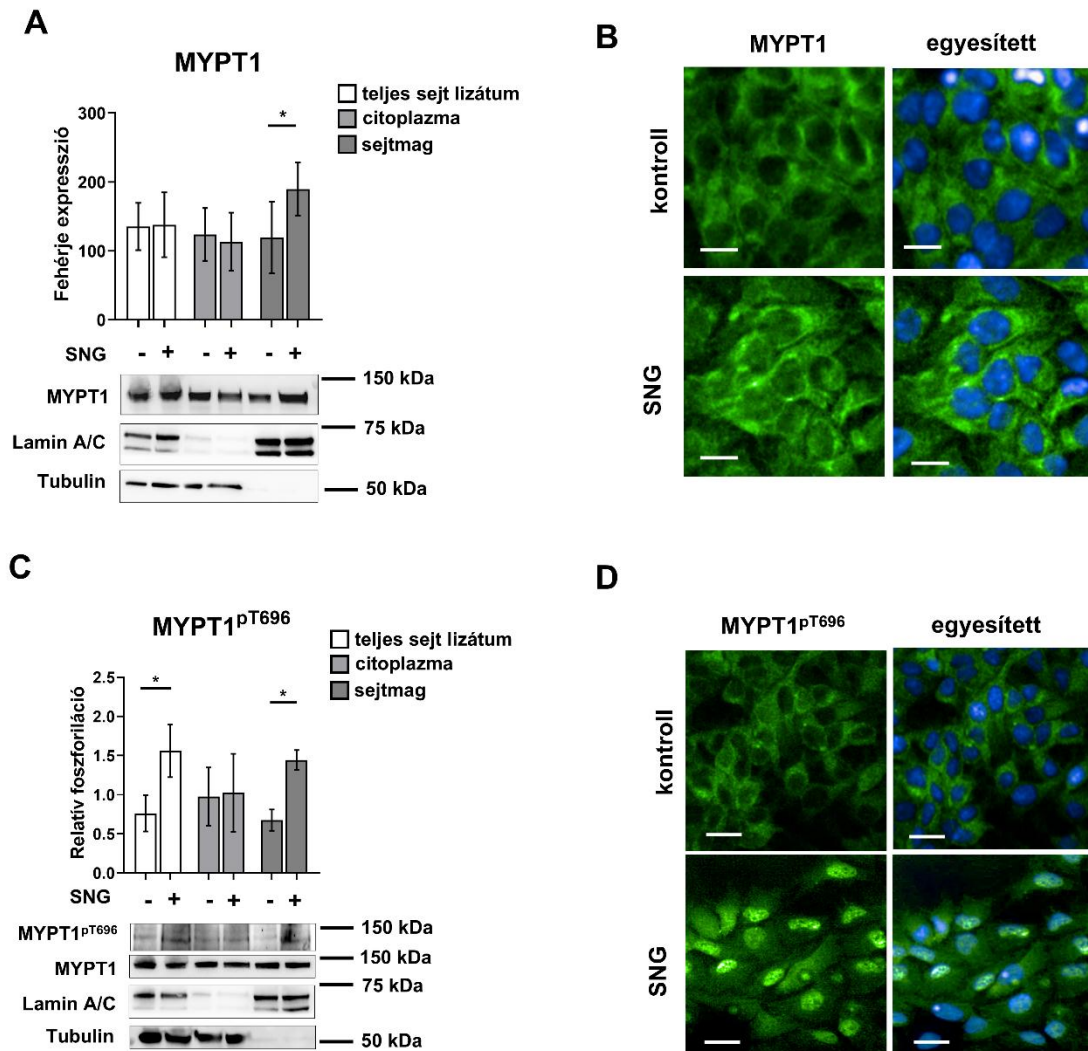 A
MYPT1
teljes sejt lizátum
citoplazma
sejtmag
Fehérje expresszió
300
200
100
0
*
SNG - + - + - +
MYPT1
150 kDa
Lamin A/C
75 kDa
Tubulin
50 kDa
B
MYPT1 egyesített
kontroll
SNG
C
MYPT1pT696
teljes sejt lizátum
citoplazma
sejtmag
Relatív foszforiláció
2.5
2.0
1.5
1.0
0.5
0.0
* *
SNG - + - + - +
MYPT1pT696
150 kDa
MYPT1
150 kDa
Lamin A/C
75 kDa
Tubulin
50 kDa
D
MYPT1pT696 egyesített
kontroll
SNG